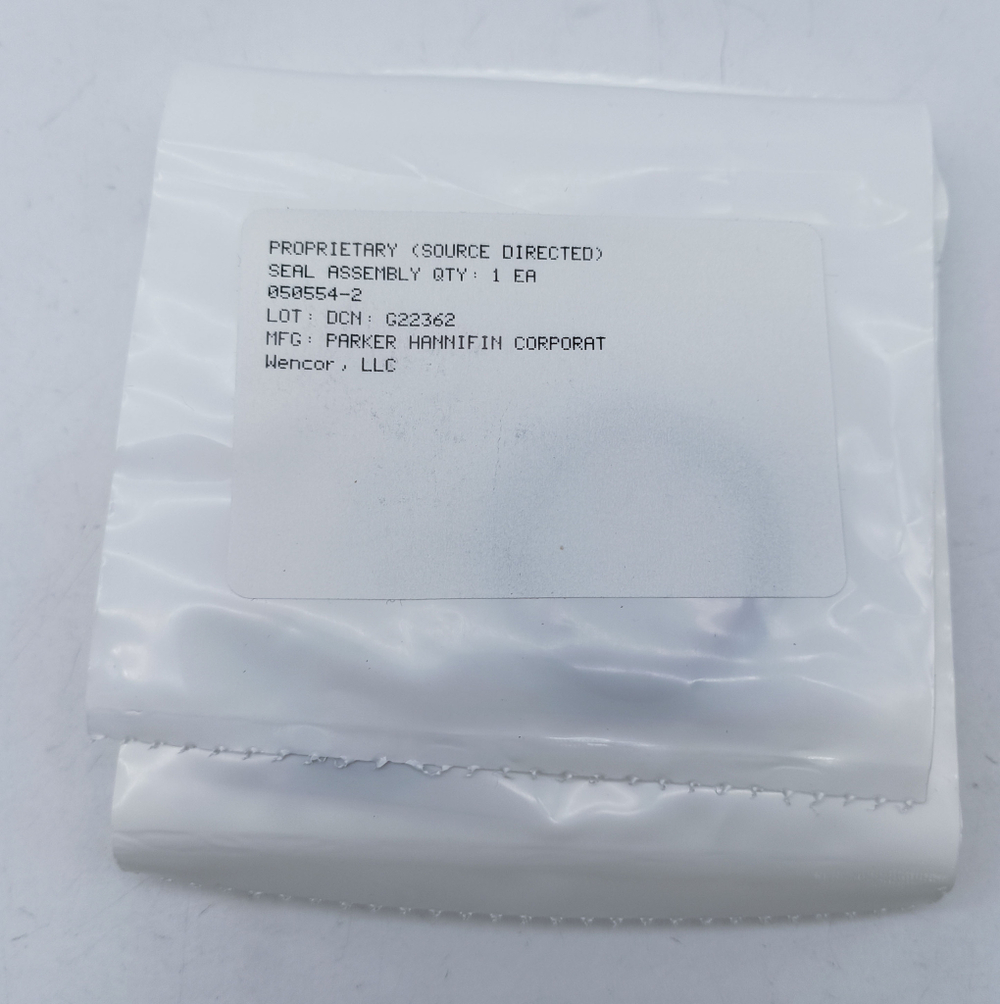 PROPRIETARY (SOURCE DIRECTED)
SEAL ASSEMBLY QTY: 1 EA
050554-2
LOT: DCN: G22362
MFG: PARKER HANNIFIN CORPORAT
Wencor, LLC